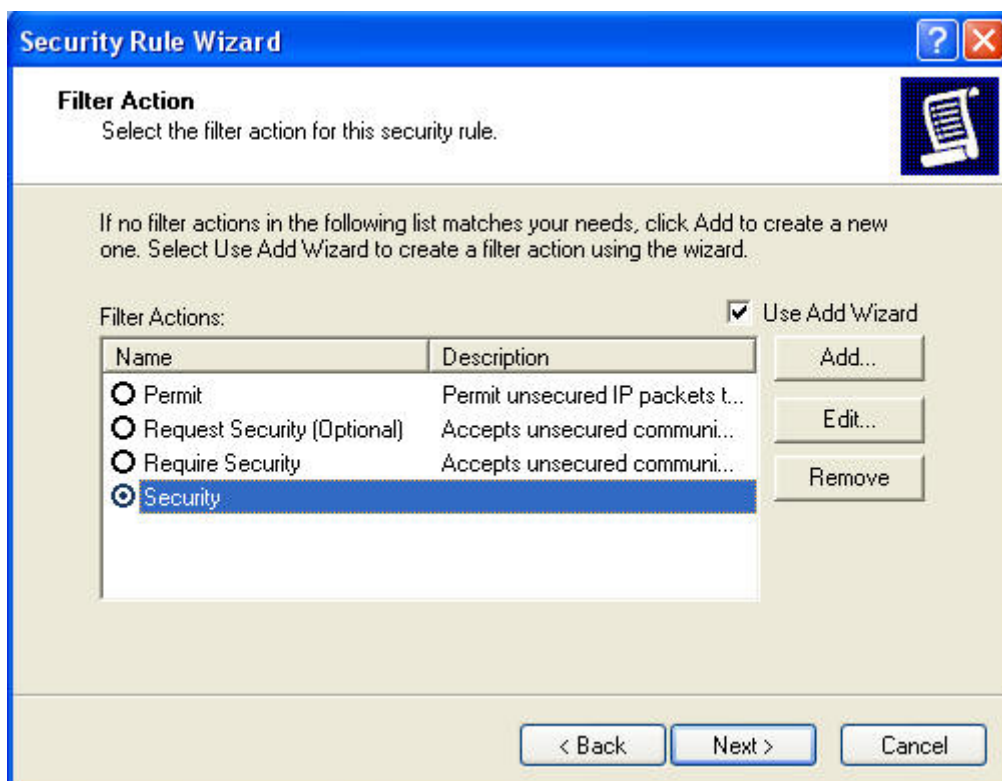 Security Rule Wizard
Filter Action
Select the filter action for this security rule.
If no filter actions in the following list matches your needs, click Add to create a new
one. Select Use Add Wizard to create a filter action using the wizard.
Filter Actions:
Use Add Wizard
Name Description
Add...
Permit Permit unsecured IP packets t...
Request Security (Optional) Accepts unsecured communi...
Edit...
Require Security Accepts unsecured communi...
Remove
Security
< Back Next > Cancel